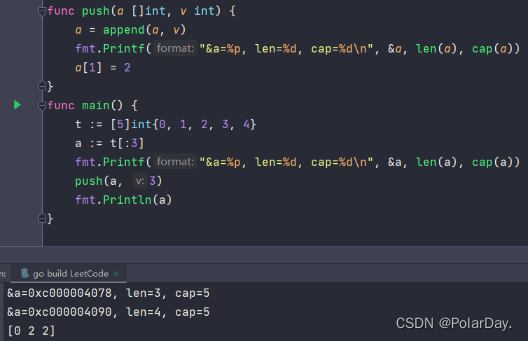 func push(a []int, v int) {
a = append(a, v)
fmt.Printf( format: "&a=%p, len=%d, cap=%d\n", &a, len(a), cap(a))
a[1] = 2
}
func main() {
t := [5]int{0, 1, 2, 3, 4}
a := t[:3]
fmt.Printf( format: "&a=%p, len=%d, cap=%d\n", &a, len(a), cap(a))
push(a, v: 3)
fmt.Println(a)
}
n: go build LeetCode ×
&a=0xc000004078, len=3, cap=5
&a=0xc000004090, len=4, cap=5
[0 2 2]
CSDN @PolarDay.